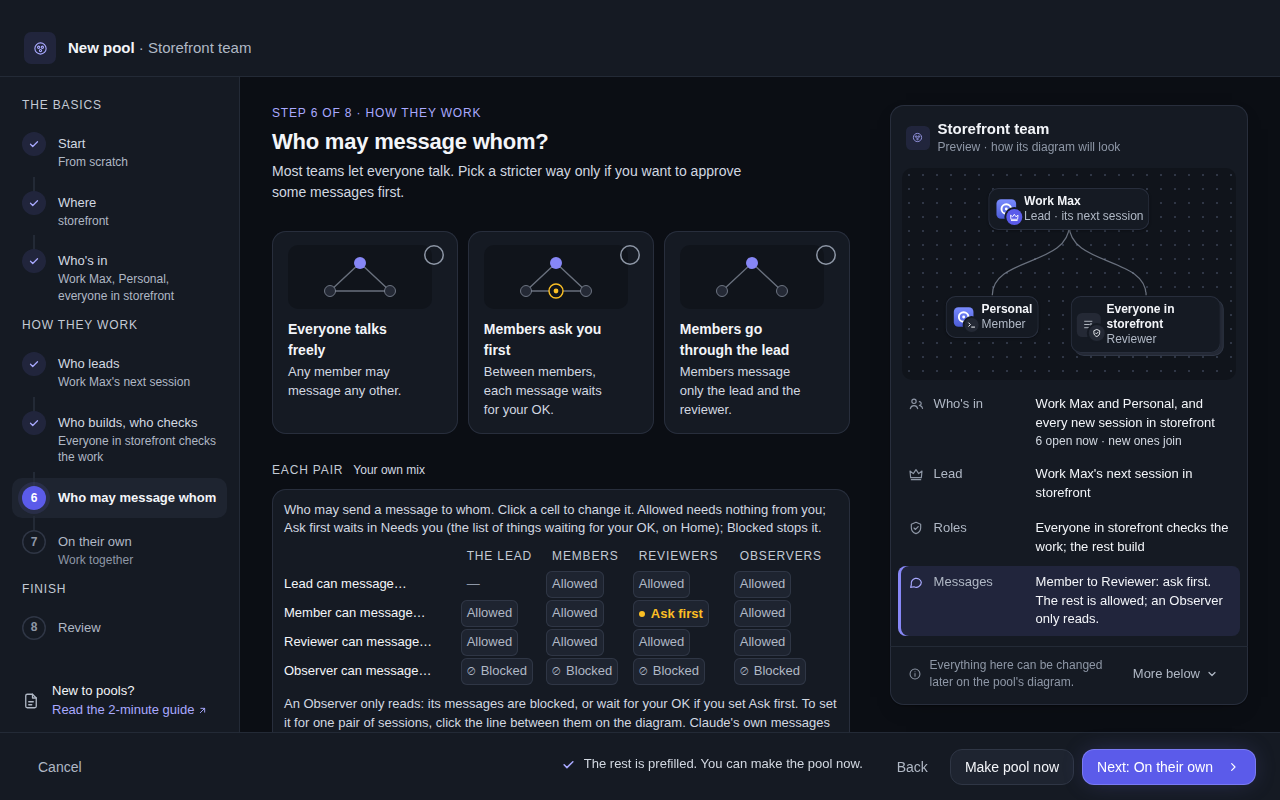 New pool · Storefront team
THE BASICS
Start
From scratch
Where
storefront
Who's in
Work Max, Personal,
everyone in storefront
HOW THEY WORK
Who leads
Work Max's next session
Who builds, who checks
Everyone in storefront checks
the work
6
Who may message whom
7
On their own
Work together
FINISH
8
Review
New to pools?
Read the 2-minute guide
STEP 6 OF 8 · HOW THEY WORK
Who may message whom?
Most teams let everyone talk. Pick a stricter way only if you want to approve
some messages first.
Everyone talks
freely
Any member may
message any other.
Members ask you
first
Between members,
each message waits
for your OK.
Members go
through the lead
Members message
only the lead and the
reviewer.
EACH PAIR Your own mix
Who may send a message to whom. Click a cell to change it. Allowed needs nothing from you;
Ask first waits in Needs you (the list of things waiting for your OK, on Home); Blocked stops it.
THE LEAD MEMBERS REVIEWERS OBSERVERS
Lead can message… — Allowed Allowed Allowed
Member can message… Allowed Allowed Ask first Allowed
Reviewer can message… Allowed Allowed Allowed Allowed
Observer can message… Blocked Blocked Blocked Blocked
An Observer only reads: its messages are blocked, or wait for your OK if you set Ask first. To set
it for one pair of sessions, click the line between them on the diagram. Claude's own messages
Storefront team
Preview · how its diagram will look
Work Max
Lead · its next session
Personal
Member
Everyone in
storefront
Reviewer
Who's in
Work Max and Personal, and
every new session in storefront
6 open now · new ones join
Lead
Work Max's next session in
storefront
Roles
Everyone in storefront checks the
work; the rest build
Messages
Member to Reviewer: ask first.
The rest is allowed; an Observer
only reads.
Everything here can be changed
later on the pool's diagram.
More below
Cancel
The rest is prefilled. You can make the pool now.
Back
Make pool now
Next: On their own